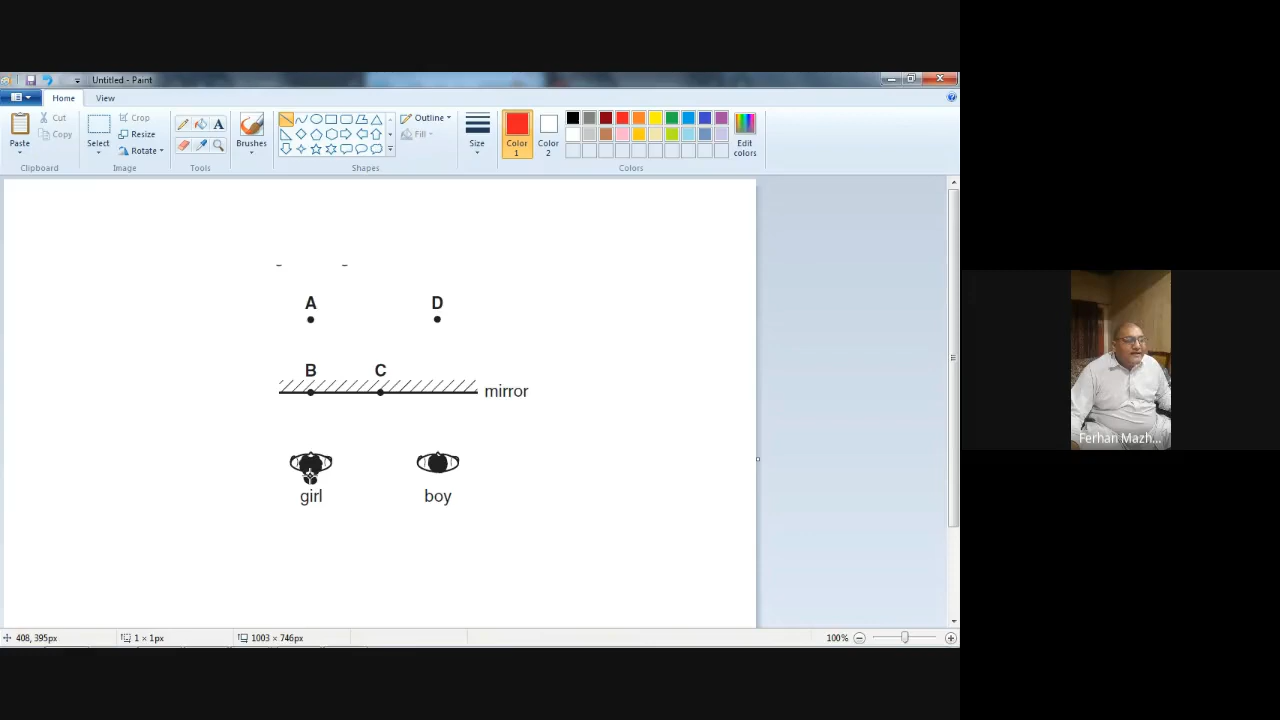 Untitled - Paint
Home
View
Paste
Cut
Copy
Clipboard
Select
Crop
Resize
Rotate
Image
A
Tools
Brushes
Shapes
Outline
Fill
Size
Color
1
Color
2
Edit
colors
Colors
A
D
B
C
mirror
girl
boy
Ferhan Mazh...
408, 395px
1 × 1px
1003 × 746px
100%